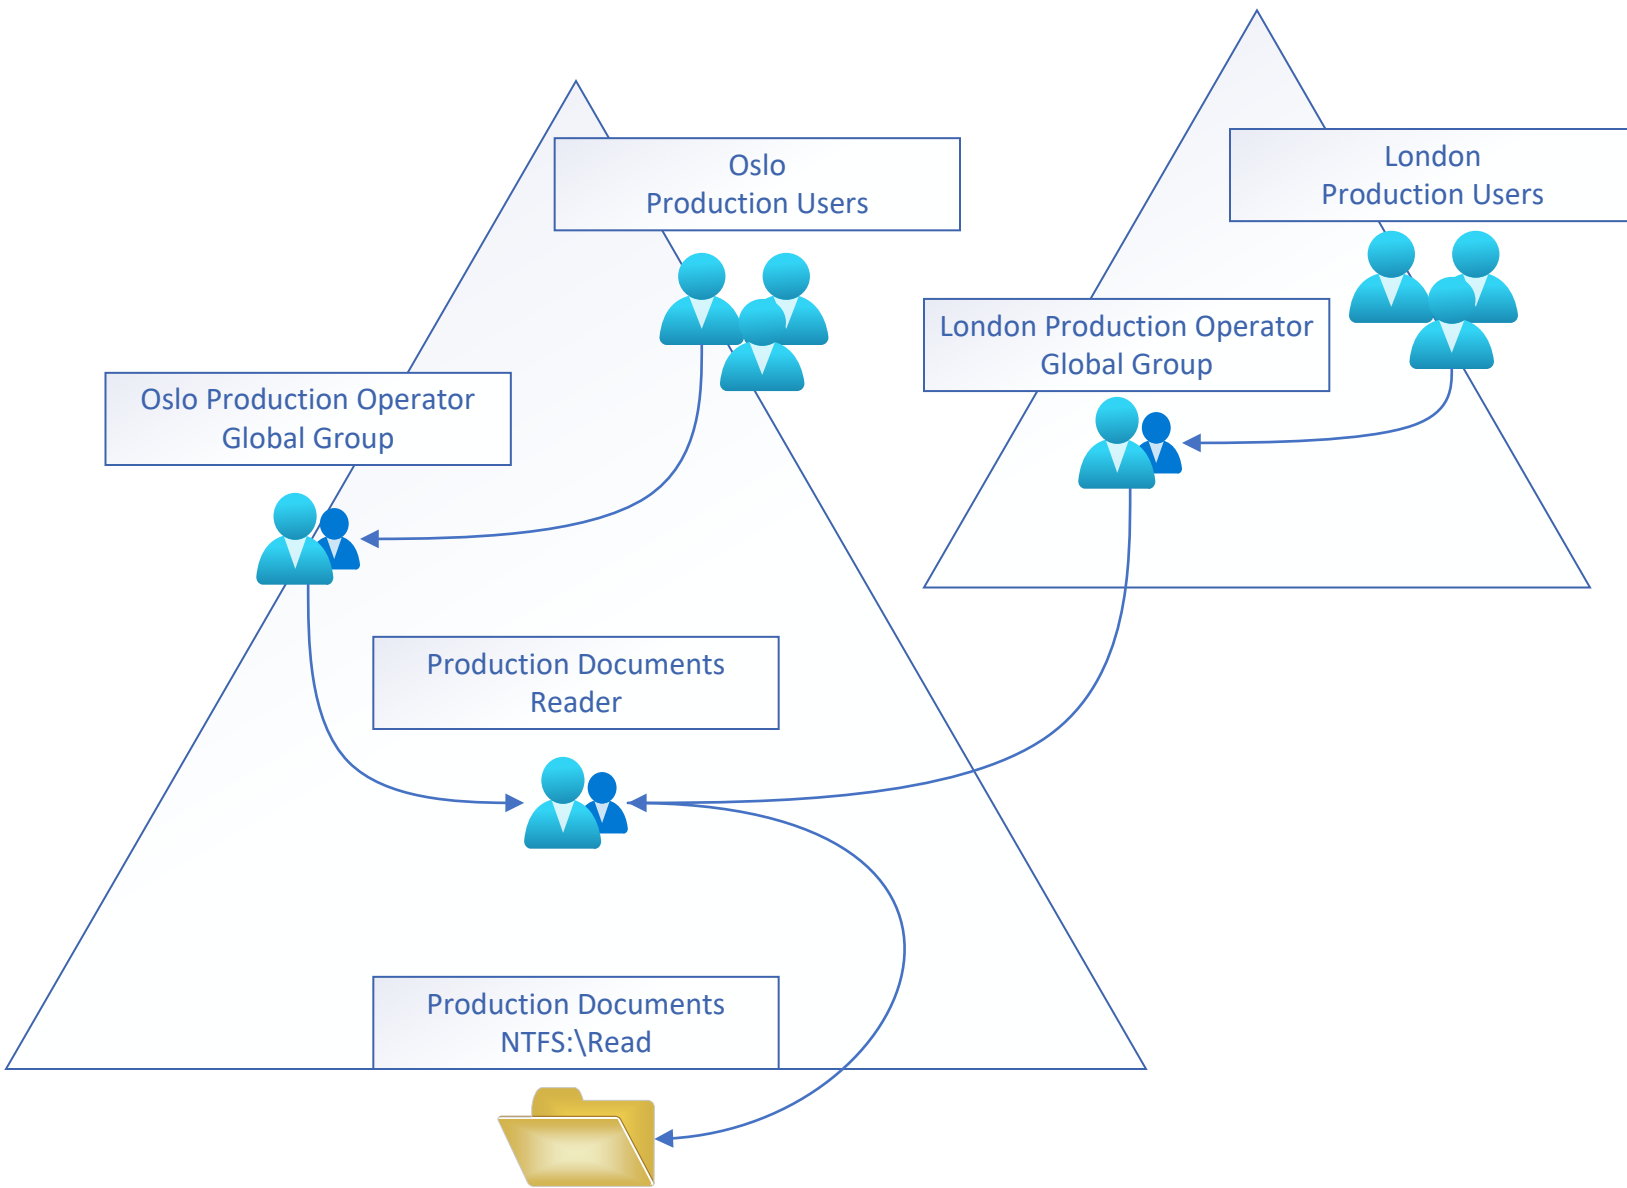 Oslo
Production Users
London
Production Users
London Production Operator
Global Group
Oslo Production Operator
Global Group
Production Documents
Reader
Production Documents
NTFS:\Read